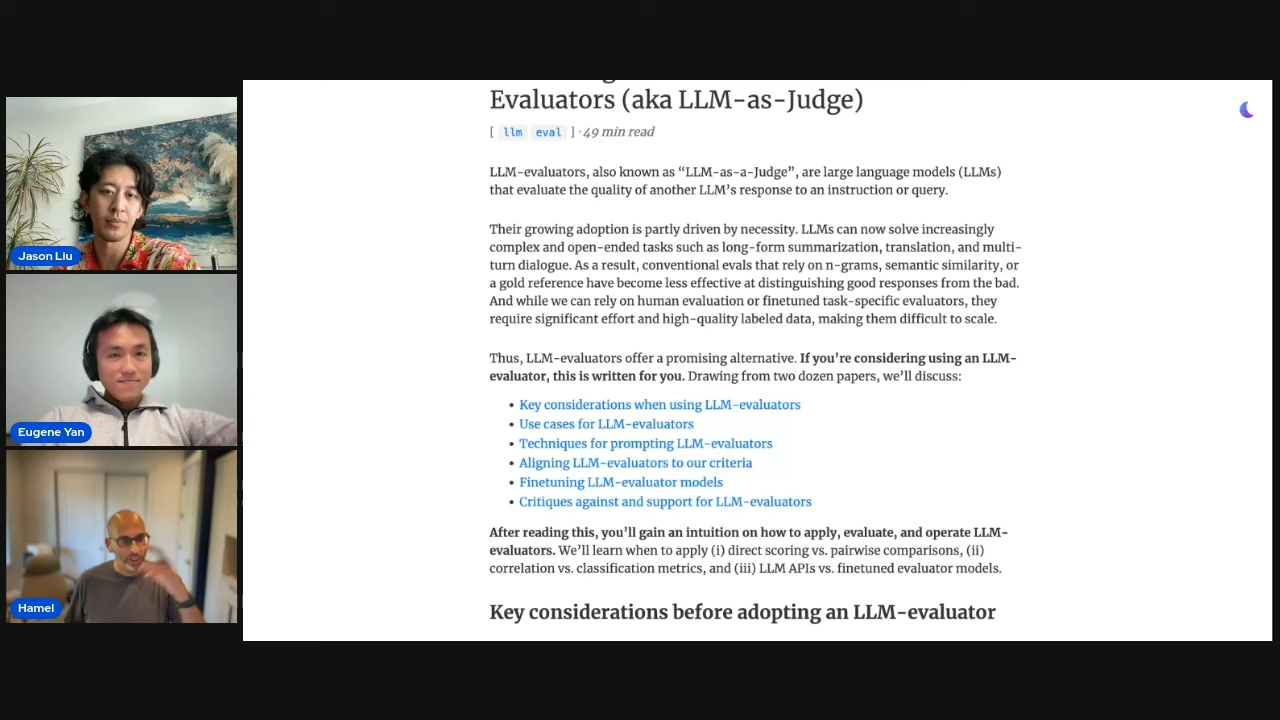 Jason Liu
Eugene Yan
Hamel
Evaluators (aka LLM-as-Judge)
[ llm eval ] · 49 min read
LLM-evaluators, also known as “LLM-as-a-Judge”, are large language models (LLMs)
that evaluate the quality of another LLM’s response to an instruction or query.
Their growing adoption is partly driven by necessity. LLMs can now solve increasingly
complex and open-ended tasks such as long-form summarization, translation, and multi-
turn dialogue. As a result, conventional evals that rely on n-grams, semantic similarity, or
a gold reference have become less effective at distinguishing good responses from the bad.
And while we can rely on human evaluation or finetuned task-specific evaluators, they
require significant effort and high-quality labeled data, making them difficult to scale.
Thus, LLM-evaluators offer a promising alternative. If you’re considering using an LLM-
evaluator, this is written for you. Drawing from two dozen papers, we’ll discuss:
• Key considerations when using LLM-evaluators
• Use cases for LLM-evaluators
• Techniques for prompting LLM-evaluators
• Aligning LLM-evaluators to our criteria
• Finetuning LLM-evaluator models
• Critiques against and support for LLM-evaluators
After reading this, you’ll gain an intuition on how to apply, evaluate, and operate LLM-
evaluators. We’ll learn when to apply (i) direct scoring vs. pairwise comparisons, (ii)
correlation vs. classification metrics, and (iii) LLM APIs vs. finetuned evaluator models.
Key considerations before adopting an LLM-evaluator